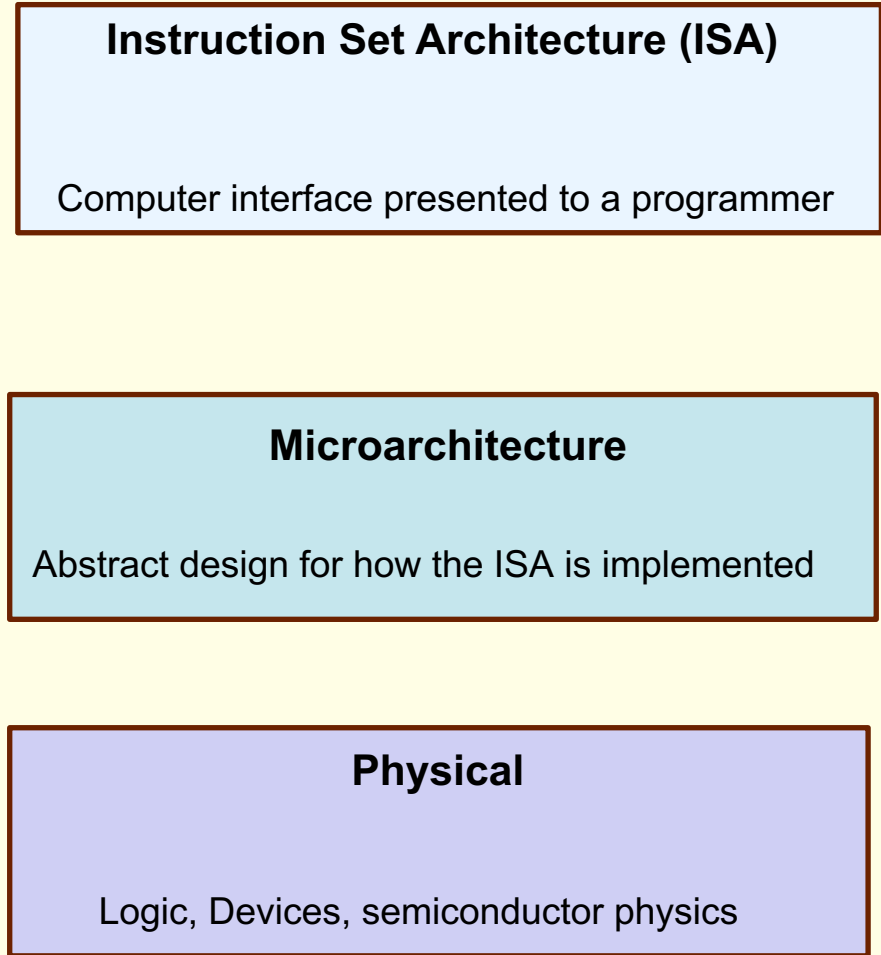 Instruction Set Architecture (ISA)
Computer interface presented to a programmer
Microarchitecture
Abstract design for how the ISA is implemented
Physical
Logic, Devices, semiconductor physics